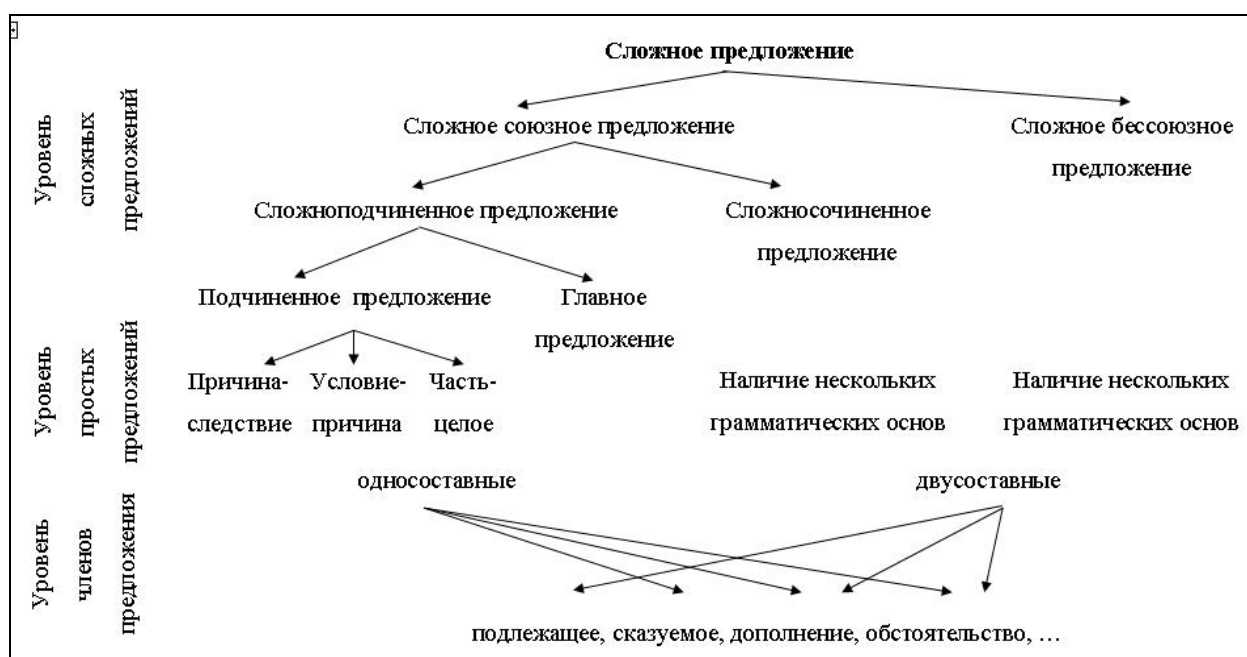 Сложное предложение
Уровень
сложных
предложений
Сложное союзное предложение
Сложное бессоюзное
предложение
Сложноподчиненное предложение
Сложносочиненное
предложение
Подчиненное предложение
Главное
предложение
Уровень
простых
предложений
Причина-
следствие
Условие-
причина
Часть-
целое
Наличие нескольких
грамматических основ
Наличие нескольких
грамматических основ
односоставные
двусоставные
Уровень
членов
предложения
подлежащее, сказуемое, дополнение, обстоятельство, …